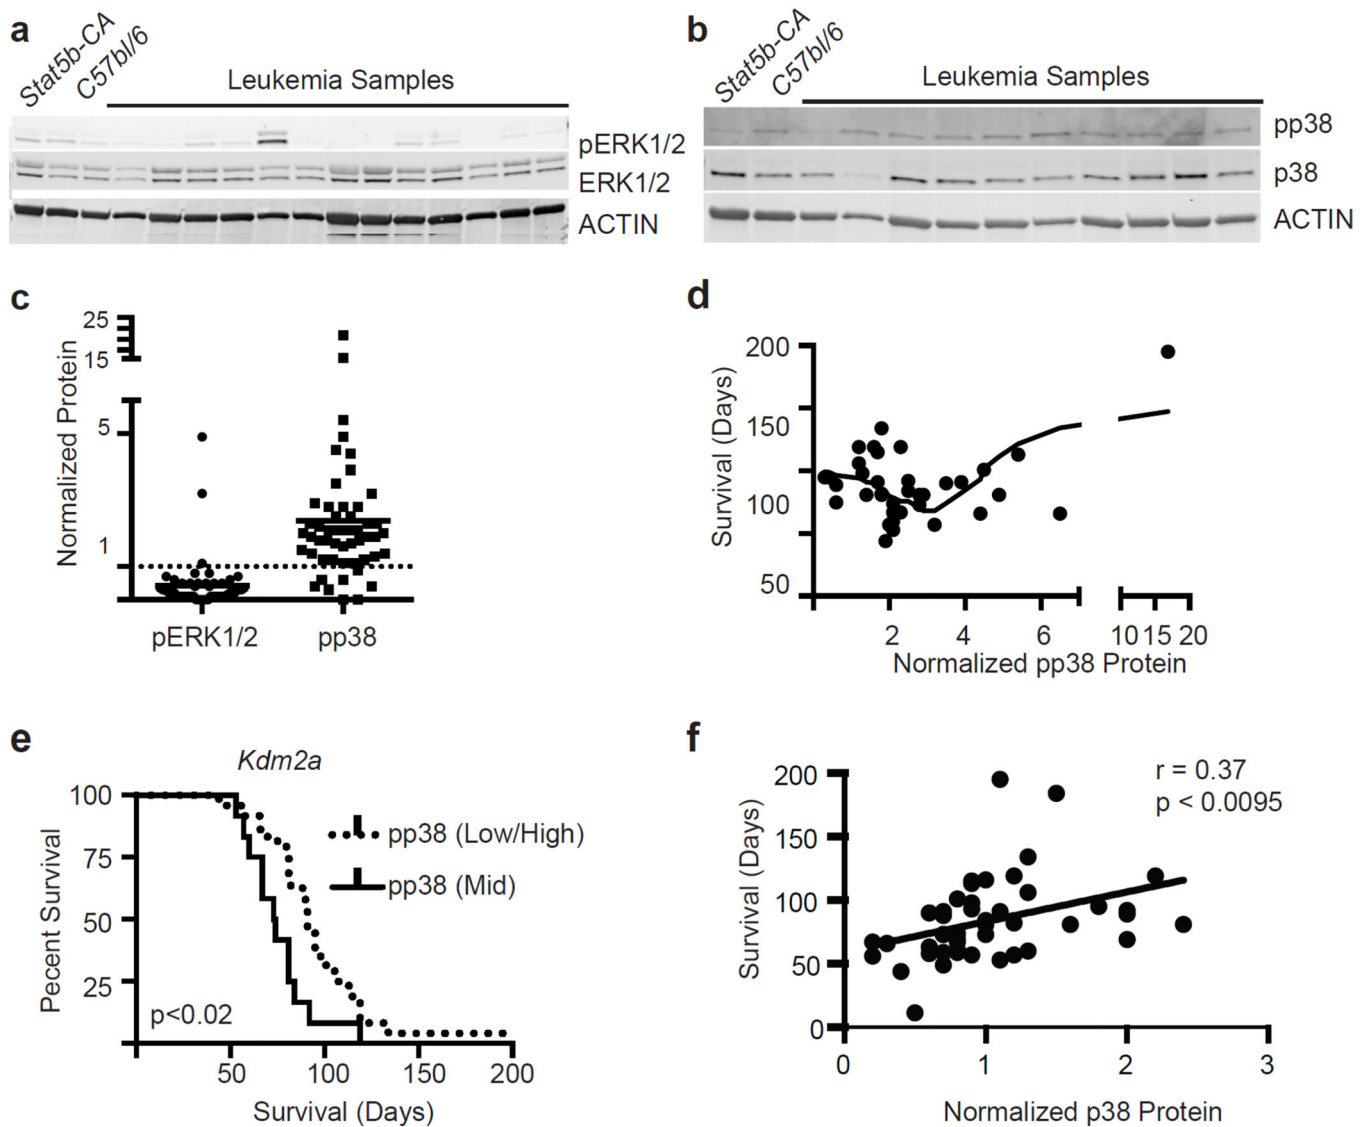 a
Stat5b-CA
C57bl/6
Leukemia Samples
pERK1/2
ERK1/2
ACTIN
b
Stat5b-CA
C57bl/6
Leukemia Samples
pp38
p38
ACTIN
c
Normalized Protein
25
15
5
1
pERK1/2
pp38
d
Survival (Days)
200
150
100
50
2 4 6 10 15 20
Normalized pp38 Protein
e
Kdm2a
Pecent Survival
100
75
50
25
pp38 (Low/High)
pp38 (Mid)
p<0.02
50 100 150 200
Survival (Days)
f
r = 0.37
p < 0.0095
Survival (Days)
200
150
100
50
0
0 1 2 3
Normalized p38 Protein